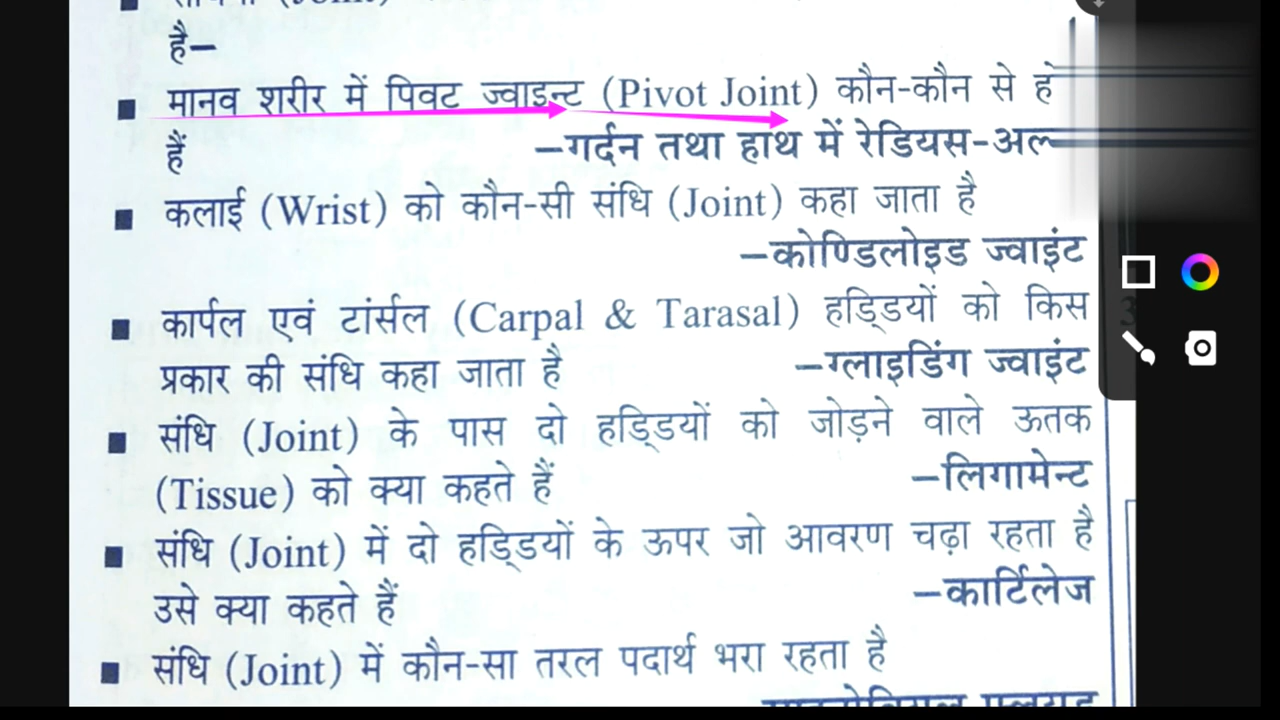 (Joint)
है–
■ मानव शरीर में पिवट ज्वाइन्ट (Pivot Joint) कौन-कौन से
हैं –गर्दन तथा हाथ में रेडियस-
■ कलाई (Wrist) को कौन-सी संधि (Joint) कहा जाता है
–कोण्डिलोइड ज्वाइंट
■ कार्पल एवं टांर्सल (Carpal & Tarasal) हड्डियों को किस
प्रकार की संधि कहा जाता है –ग्लाइडिंग ज्वाइंट
■ संधि (Joint) के पास दो हड्डियों को जोड़ने वाले ऊतक
(Tissue) को क्या कहते हैं –लिगामेन्ट
■ संधि (Joint) में दो हड्डियों के ऊपर जो आवरण चढ़ा रहता है
उसे क्या कहते हैं –कार्टिलेज
■ संधि (Joint) में कौन-सा तरल पदार्थ भरा रहता है